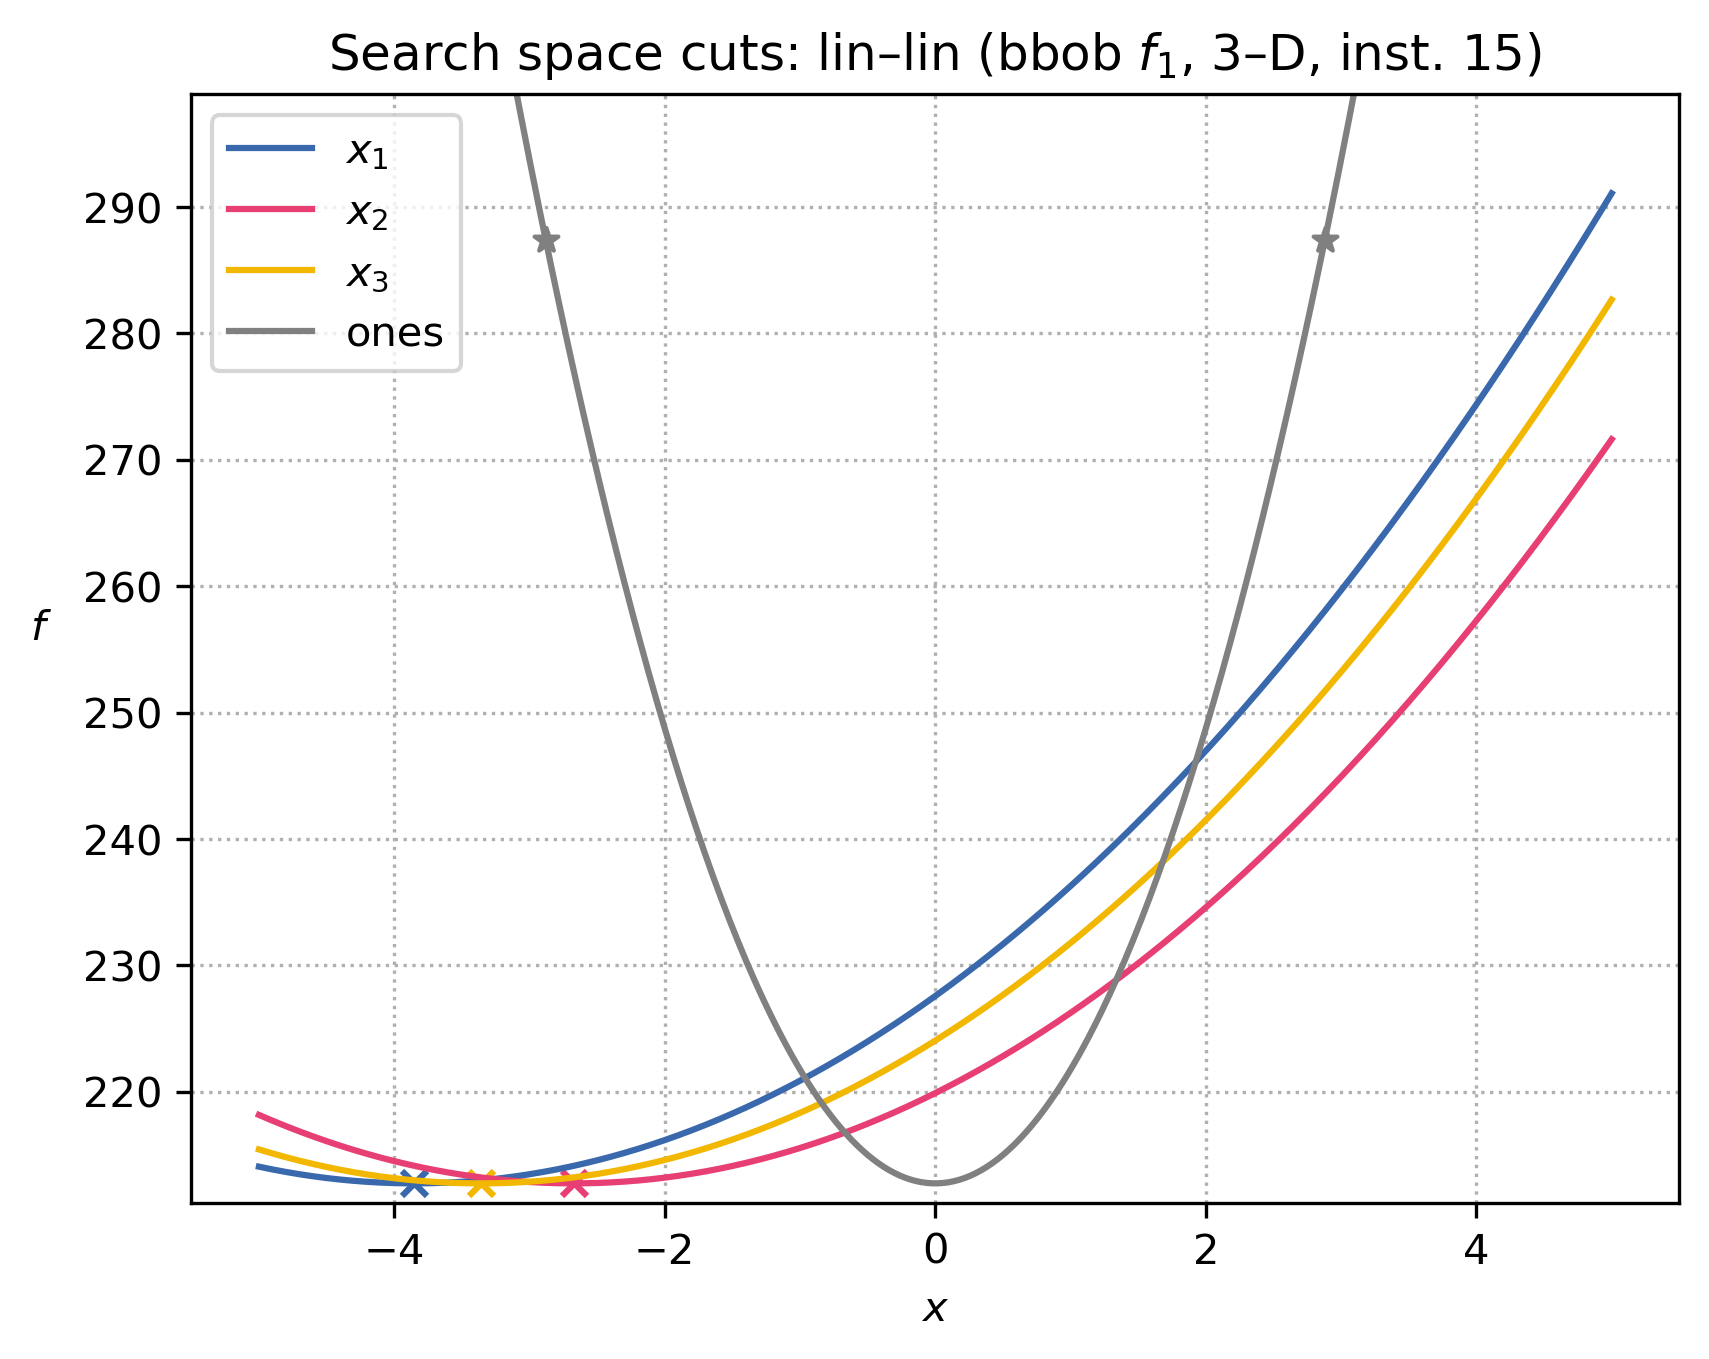 Search space cuts: lin–lin (bbob f₁, 3–D, inst. 15)
x₁
x₂
x₃
ones
290
280
270
260
250
240
230
220
f
−4 −2 0 2 4
x